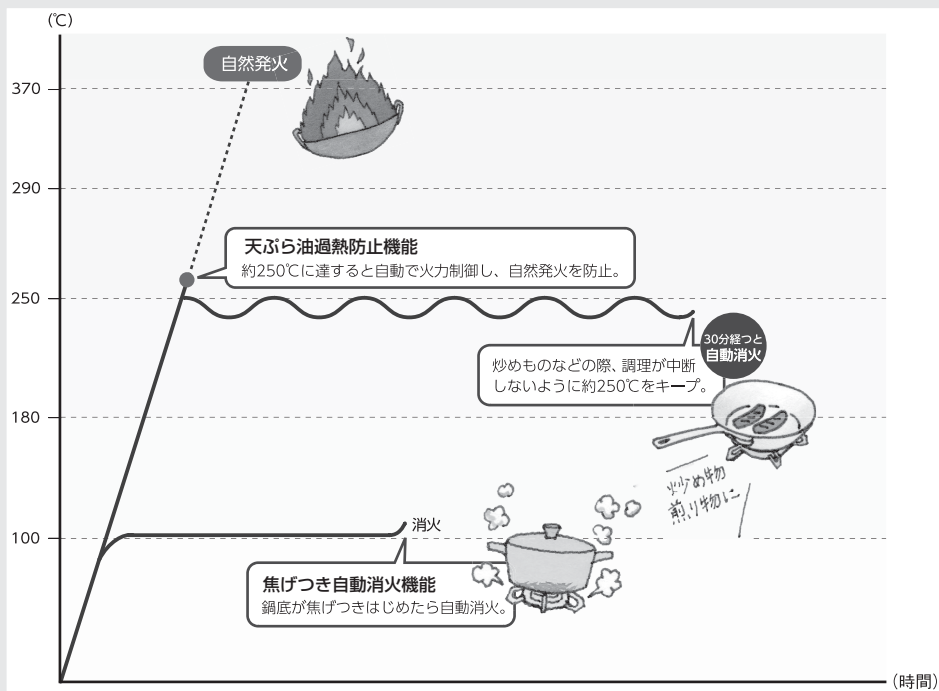 (℃)
自然発火
370
290
天ぷら油過熱防止機能
約250℃に達すると自動で火力制御し、自然発火を防止。
250
30分経つと
自動消火
炒めものなどの際、調理が中断
しないように約250℃をキープ。
180
炒め物
煎り物に
消火
100
焦げつき自動消火機能
鍋底が焦げつきはじめたら自動消火。
(時間)